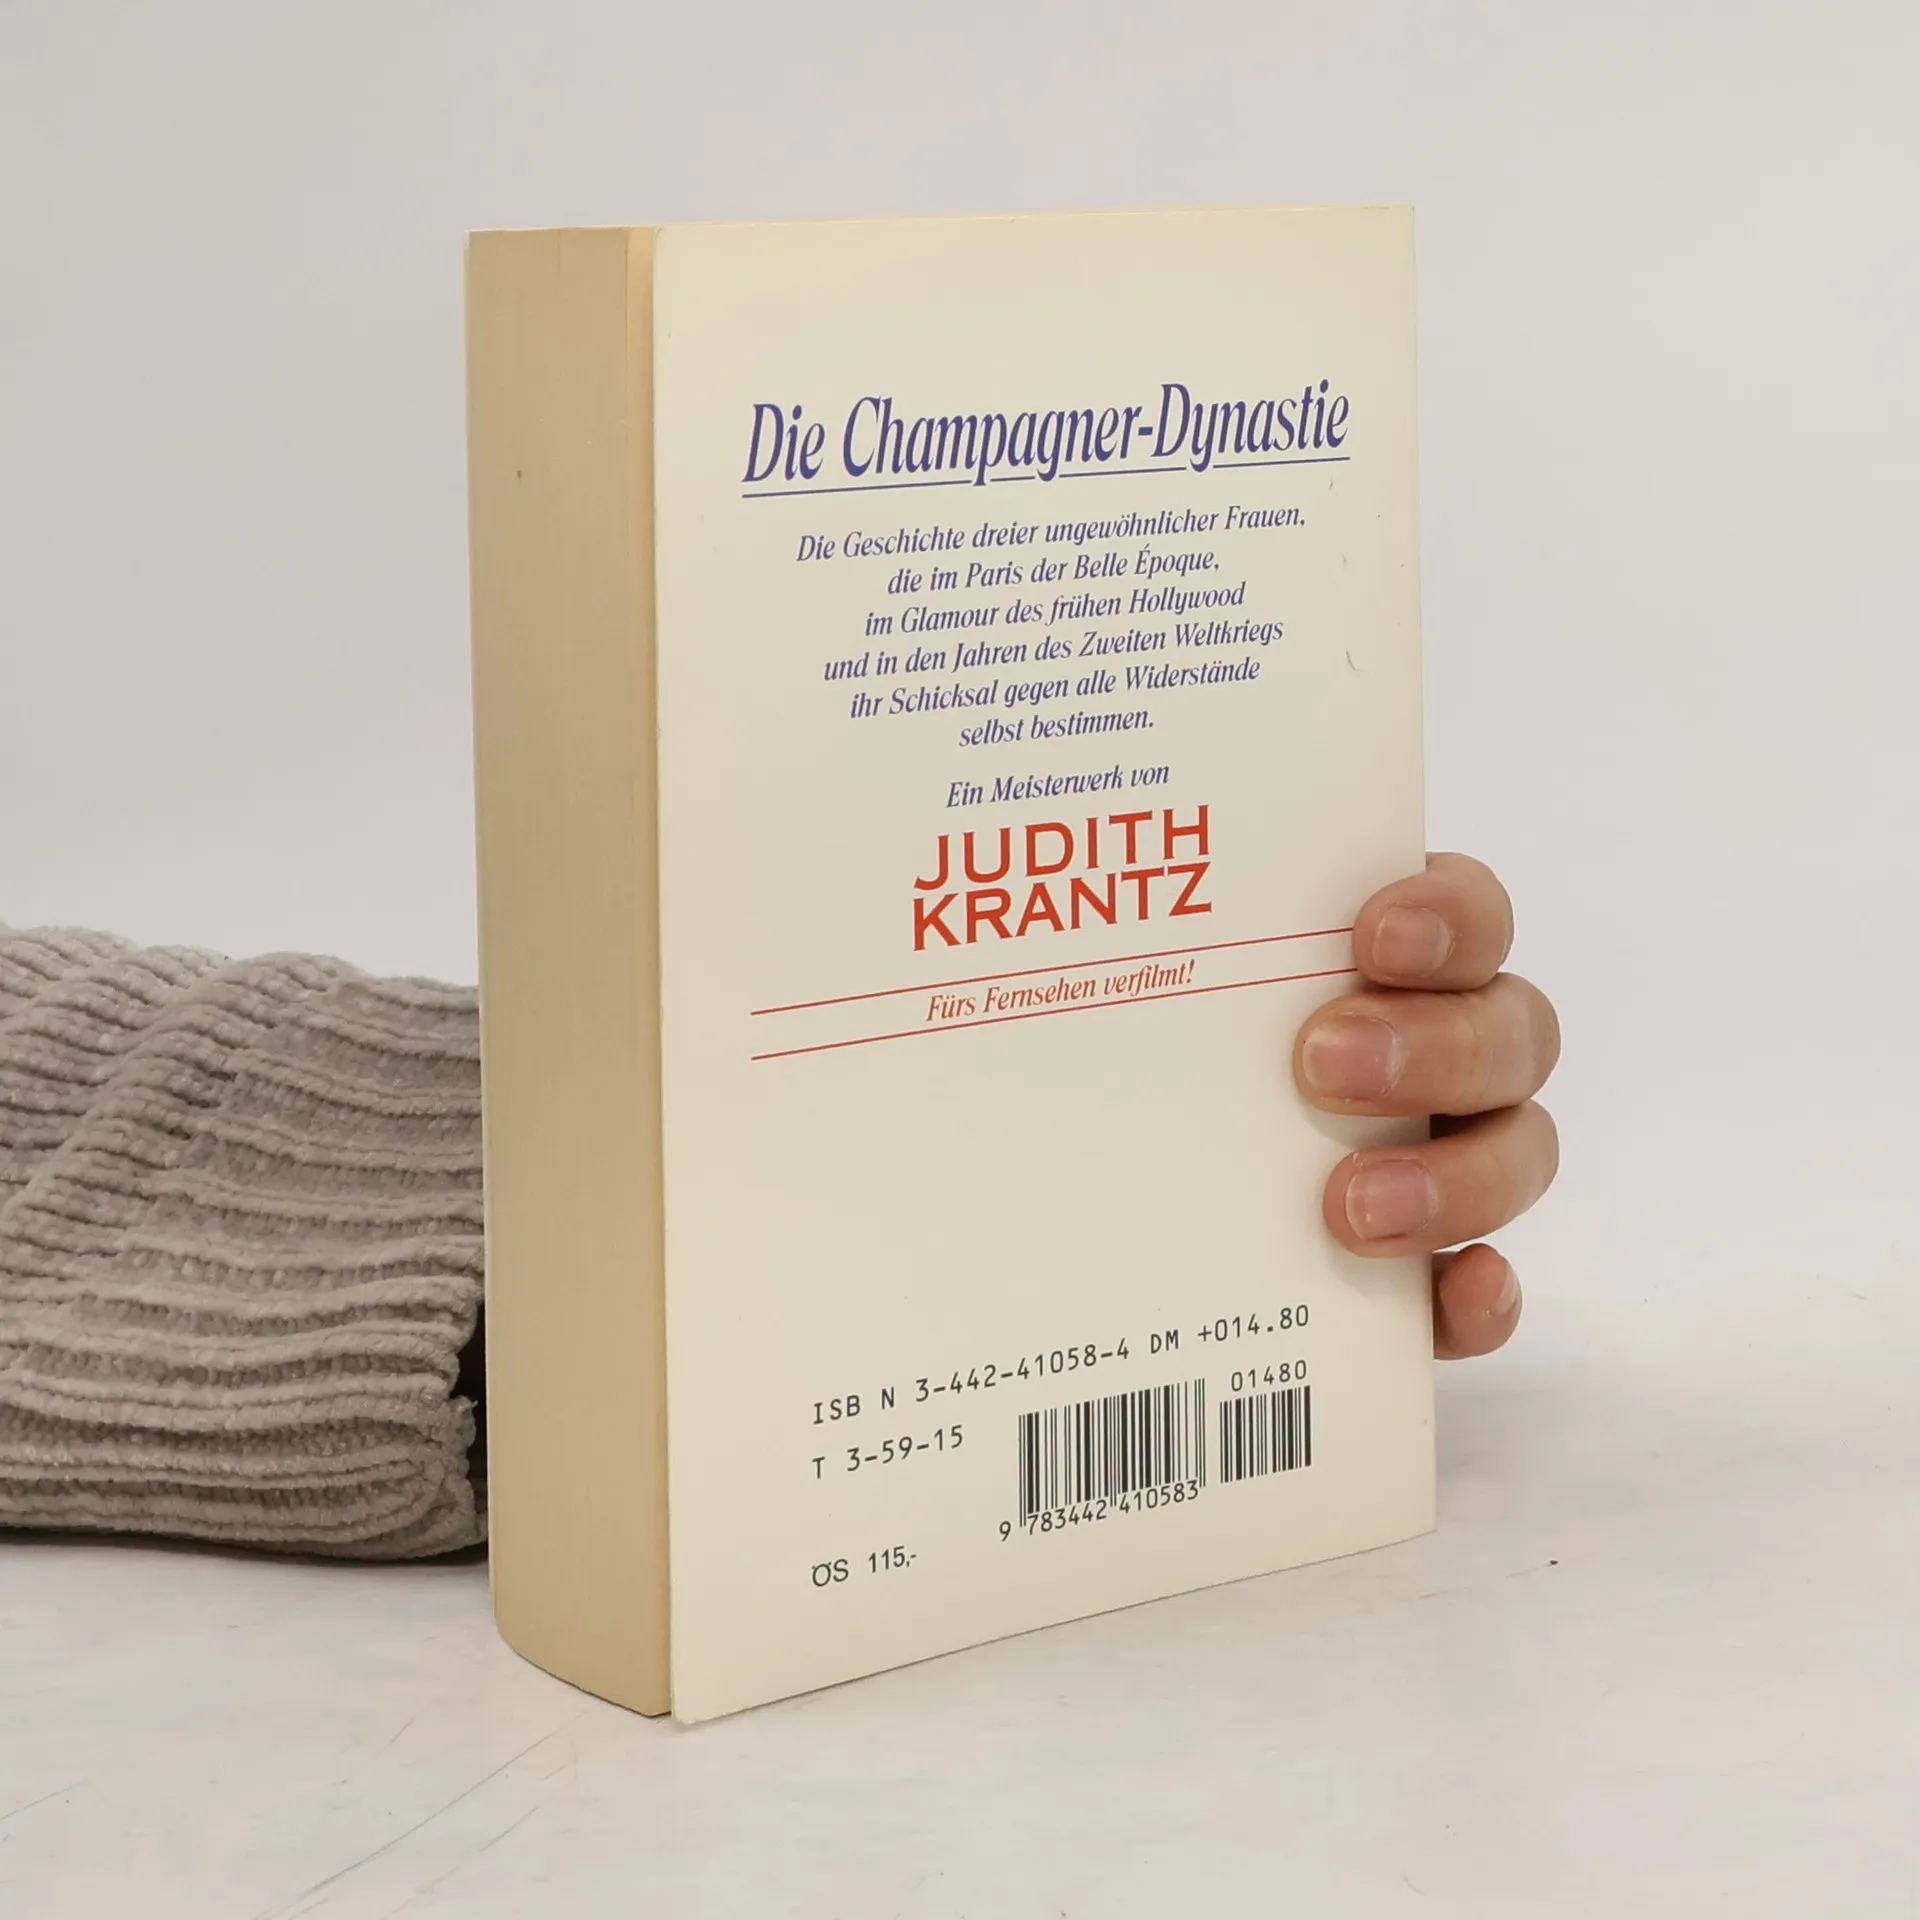 Die Champagner-Dynastie
Die Geschichte dreier ungewöhnlicher Frauen,
die im Paris der Belle Époque,
im Glamour des frühen Hollywood
und in den Jahren des Zweiten Weltkriegs
ihr Schicksal gegen alle Widerstände
selbst bestimmen.
Ein Meisterwerk von
JUDITH
KRANTZ
Fürs Fernsehen verfilmt!
ISB N 3-442-41058-4 DM +014.80
T 3-59-15
01480
9 783442 410583
ÖS 115,-